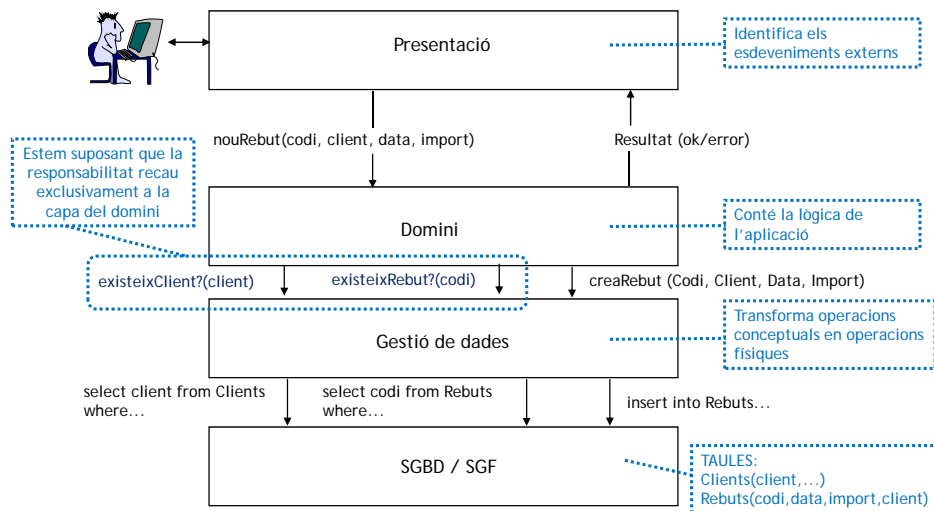 Presentació
Identifica els
esdeveniments externs
nouRebut(codi, client, data, import)
Resultat (ok/error)
Estem suposant que la
responsabilitat recau
exclusivament a la
capa del domini
Domini
Conté la lògica de
l'aplicació
existeixClient?(client)
existeixRebut?(codi)
creaRebut (Codi, Client, Data, Import)
Gestió de dades
Transforma operacions
conceptuals en operacions
físiques
select client from Clients
where...
select codi from Rebuts
where...
insert into Rebuts...
SGBD / SGF
TAULES:
Clients(client,...)
Rebuts(codi,data,import,client)